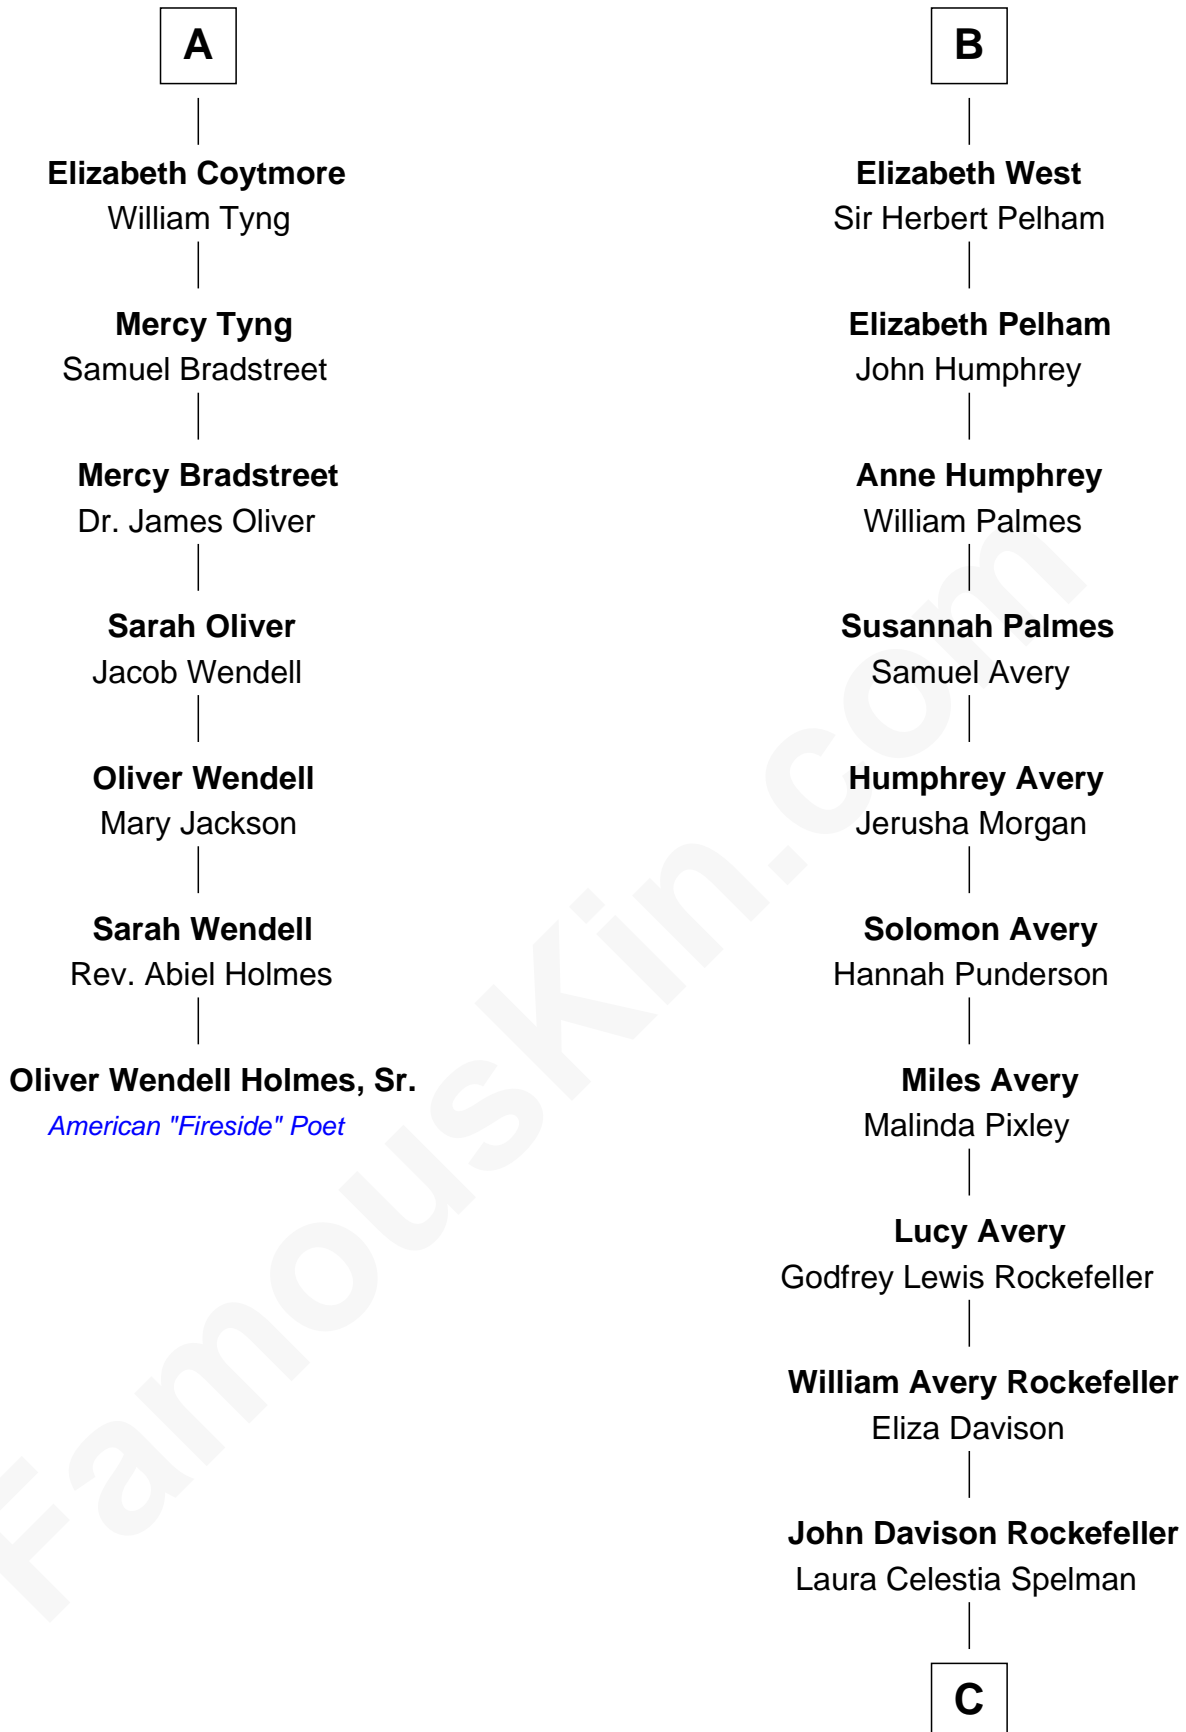 A
Elizabeth Coytmore
William Tyng
Mercy Tyng
Samuel Bradstreet
Mercy Bradstreet
Dr. James Oliver
Sarah Oliver
Jacob Wendell
Oliver Wendell
Mary Jackson
Sarah Wendell
Rev. Abiel Holmes
Oliver Wendell Holmes, Sr.
American "Fireside" Poet
B
Elizabeth West
Sir Herbert Pelham
Elizabeth Pelham
John Humphrey
Anne Humphrey
William Palmes
Susannah Palmes
Samuel Avery
Humphrey Avery
Jerusha Morgan
Solomon Avery
Hannah Punderson
Miles Avery
Malinda Pixley
Lucy Avery
Godfrey Lewis Rockefeller
William Avery Rockefeller
Eliza Davison
John Davison Rockefeller
Laura Celestia Spelman
C
FamousKin.com